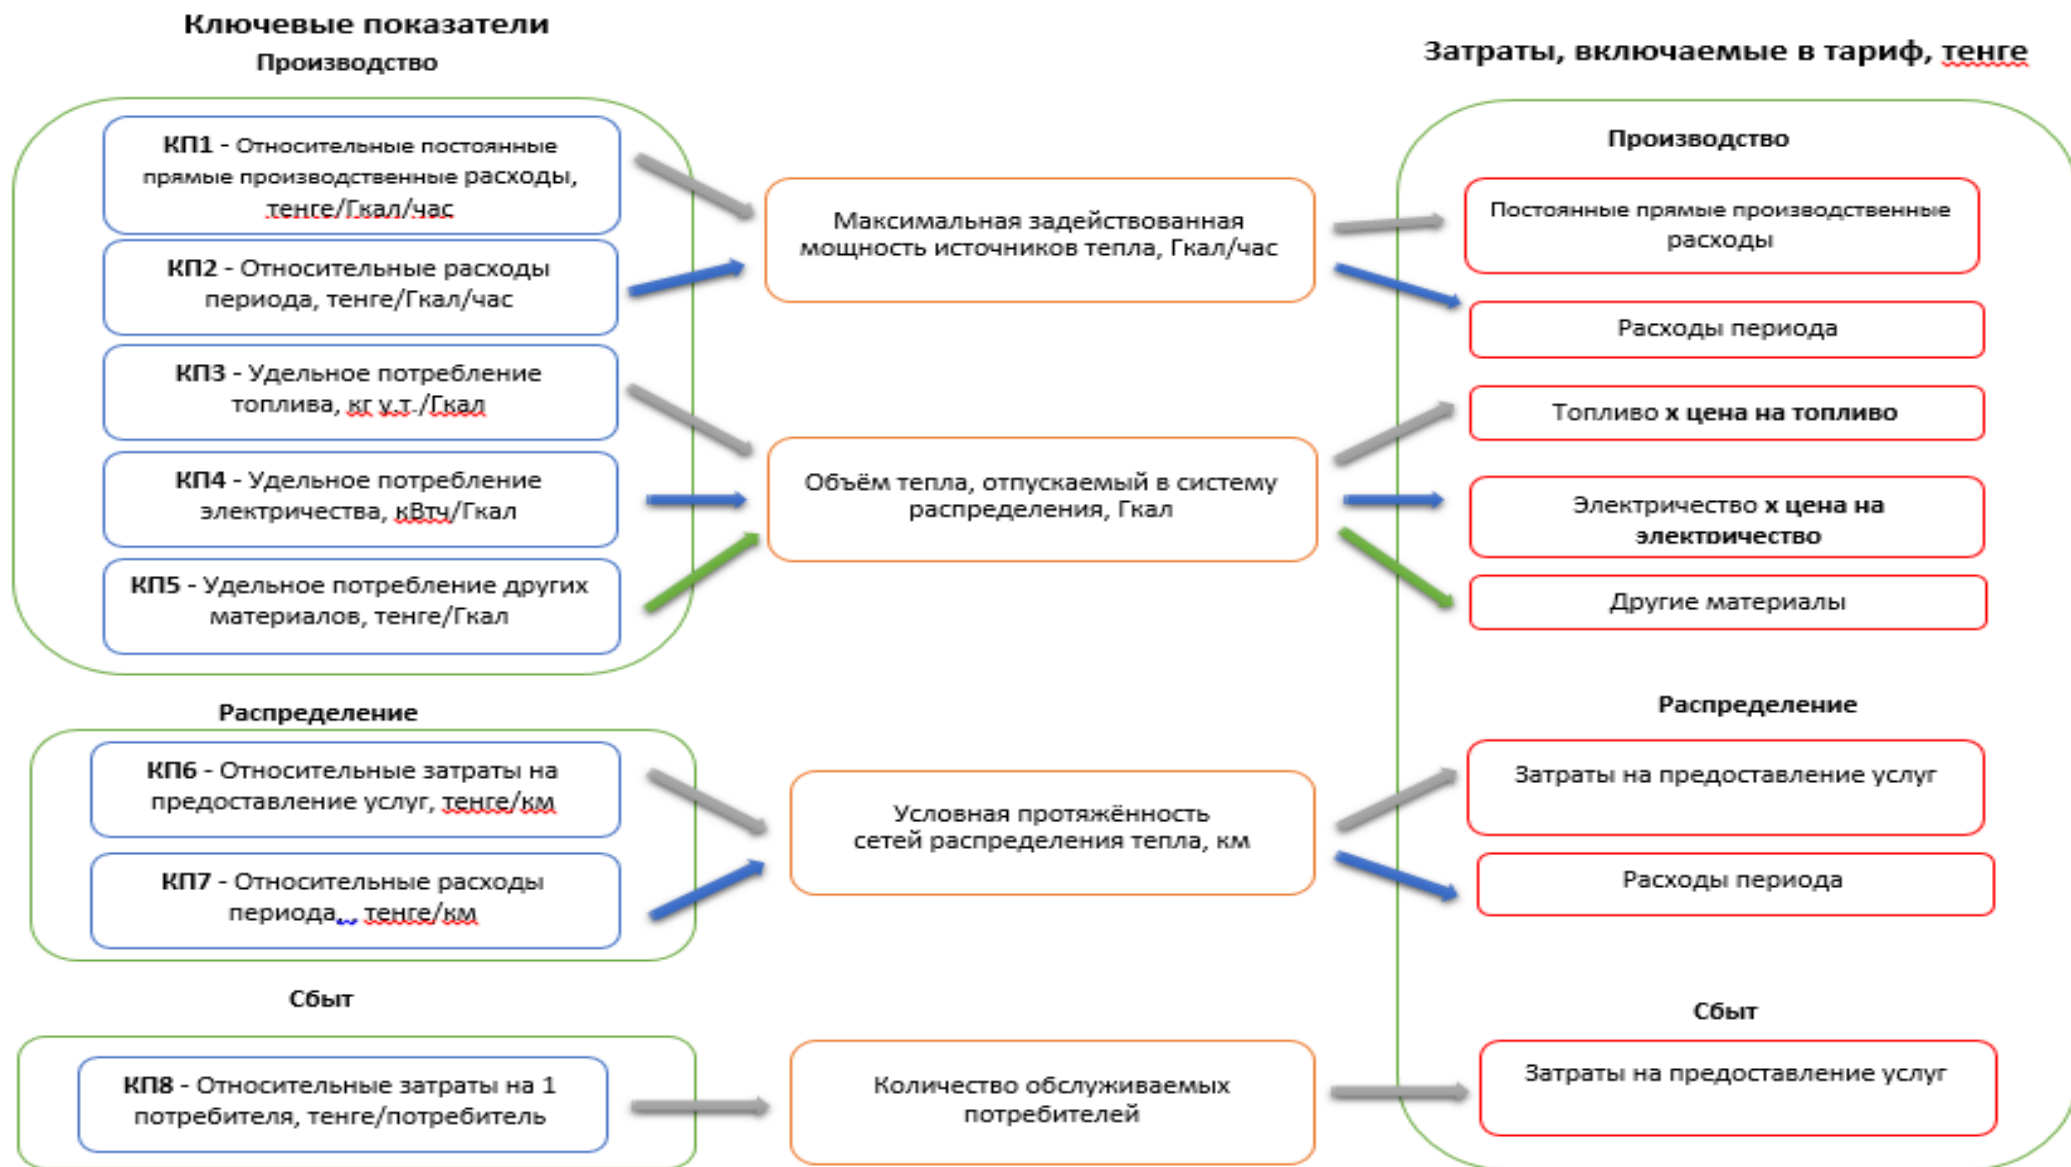 Ключевые показатели
Производство
КП1 - Относительные постоянные
прямые производственные расходы,
тенге/Гкал/час
КП2 - Относительные расходы
периода, тенге/Гкал/час
КП3 - Удельное потребление
топлива, кг у.т./Гкал
КП4 - Удельное потребление
электричества, кВтч/Гкал
КП5 - Удельное потребление других
материалов, тенге/Гкал
Распределение
КП6 - Относительные затраты на
предоставление услуг, тенге/км
КП7 - Относительные расходы
периода,, тенге/км
Сбыт
КП8 - Относительные затраты на 1
потребителя, тенге/потребитель
Максимальная задействованная
мощность источников тепла, Гкал/час
Объём тепла, отпускаемый в систему
распределения, Гкал
Условная протяжённость
сетей распределения тепла, км
Количество обслуживаемых
потребителей
Затраты, включаемые в тариф, тенге
Производство
Постоянные прямые производственные
расходы
Расходы периода
Топливо х цена на топливо
Электричество х цена на
электричество
Другие материалы
Распределение
Затраты на предоставление услуг
Расходы периода
Сбыт
Затраты на предоставление услуг